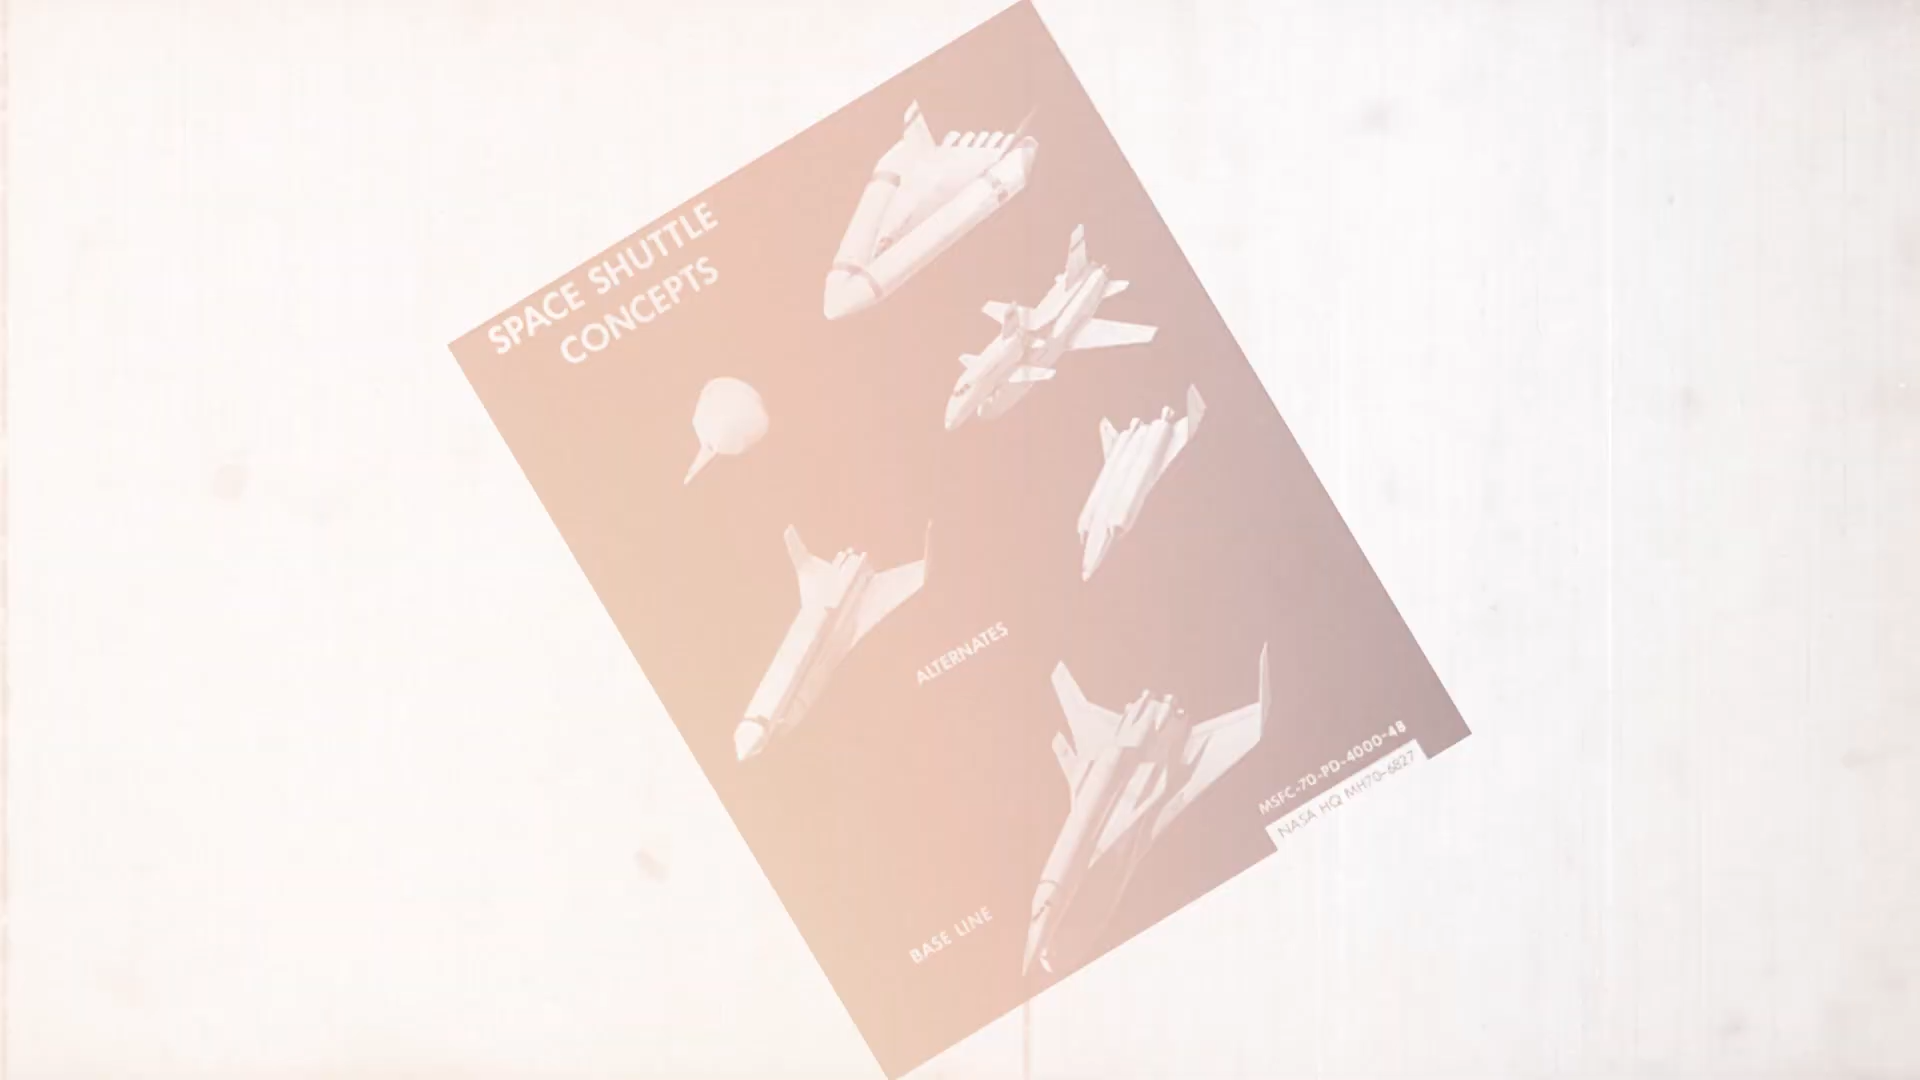 SPACE SHUTTLE
CONCEPTS
ALTERNATES
BASE LINE
MSFC-70-PD-4000-48
NASA HQ MH70-6827